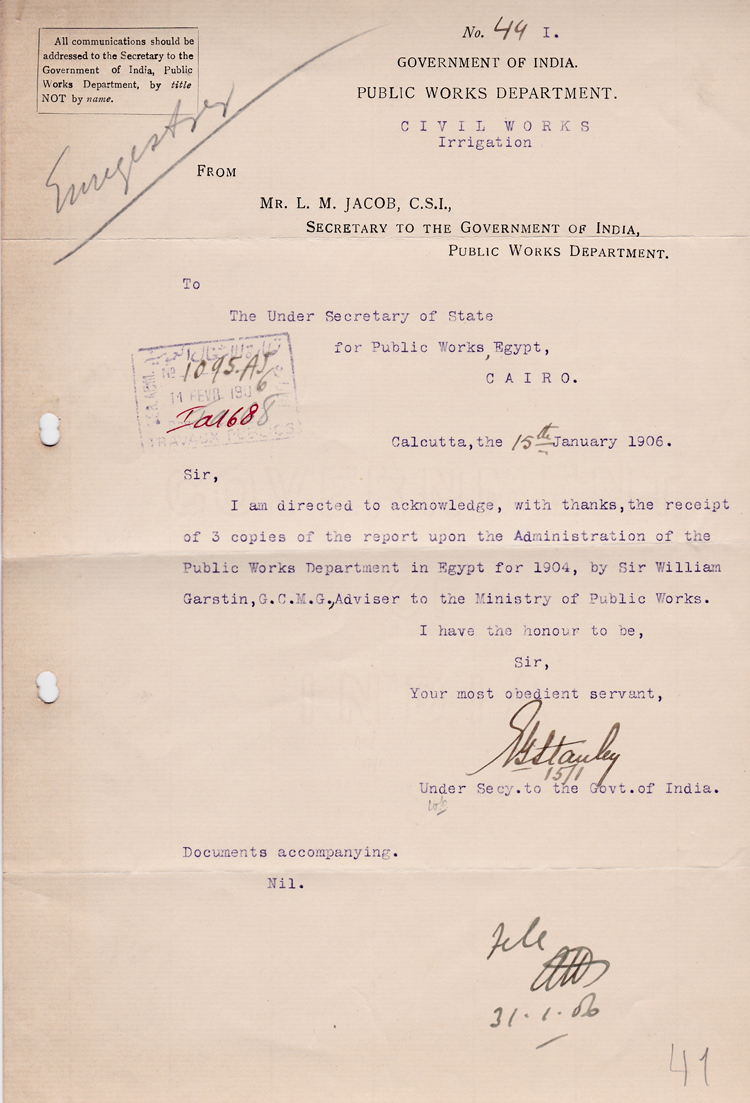 All communications should be
addressed to the Secretary to the
Government of India, Public
Works Department, by title
NOT by name.
No. 44 I.
GOVERNMENT OF INDIA.
PUBLIC WORKS DEPARTMENT.
CIVIL WORKS
Irrigation
FROM
MR. L. M. JACOB, C.S.I.,
SECRETARY TO THE GOVERNMENT OF INDIA,
PUBLIC WORKS DEPARTMENT.
To
The Under Secretary of State
for Public Works, Egypt,
CAIRO.
No 1095.
FEVR 1906
TRAVAUX PUBLICS
Calcutta, the 15th January 1906.
Sir,
I am directed to acknowledge, with thanks, the receipt
of 3 copies of the report upon the Administration of the
Public Works Department in Egypt for 1904, by Sir William
Garstin, G.C.M.G., Adviser to the Ministry of Public Works.
I have the honour to be,
Sir,
Your most obedient servant,
Stanley
15/1
Under Secy. to the Govt. of India.
Documents accompanying.
Nil.
File
31.1.06
41